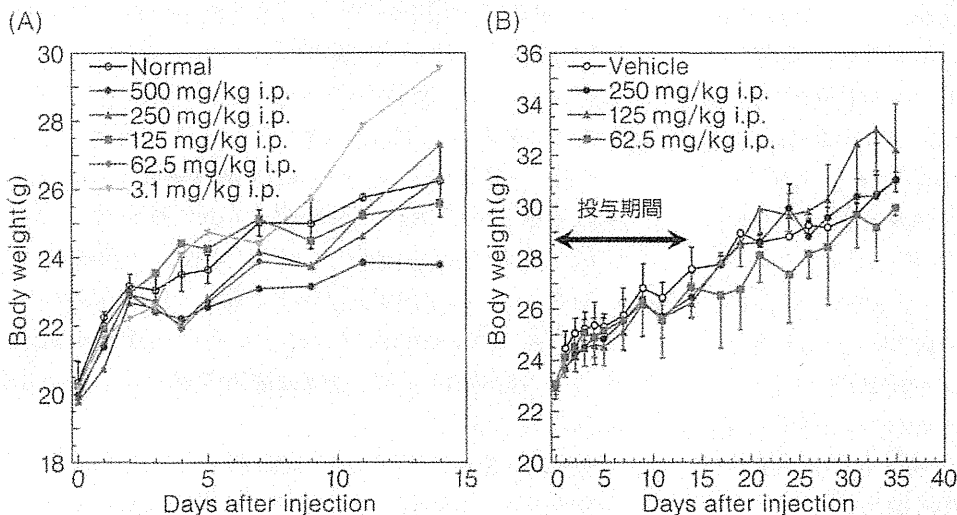 (A)
Body weight(g)
30
28
26
24
22
20
18
Normal
500 mg/kg i.p.
250 mg/kg i.p.
125 mg/kg i.p.
62.5 mg/kg i.p.
3.1 mg/kg i.p.
0
5
10
15
Days after injection
(B)
Body weight(g)
36
34
32
30
28
26
24
22
20
Vehicle
250 mg/kg i.p.
125 mg/kg i.p.
62.5 mg/kg i.p.
投与期間
0
5
10
15
20
25
30
35
40
Days after injection